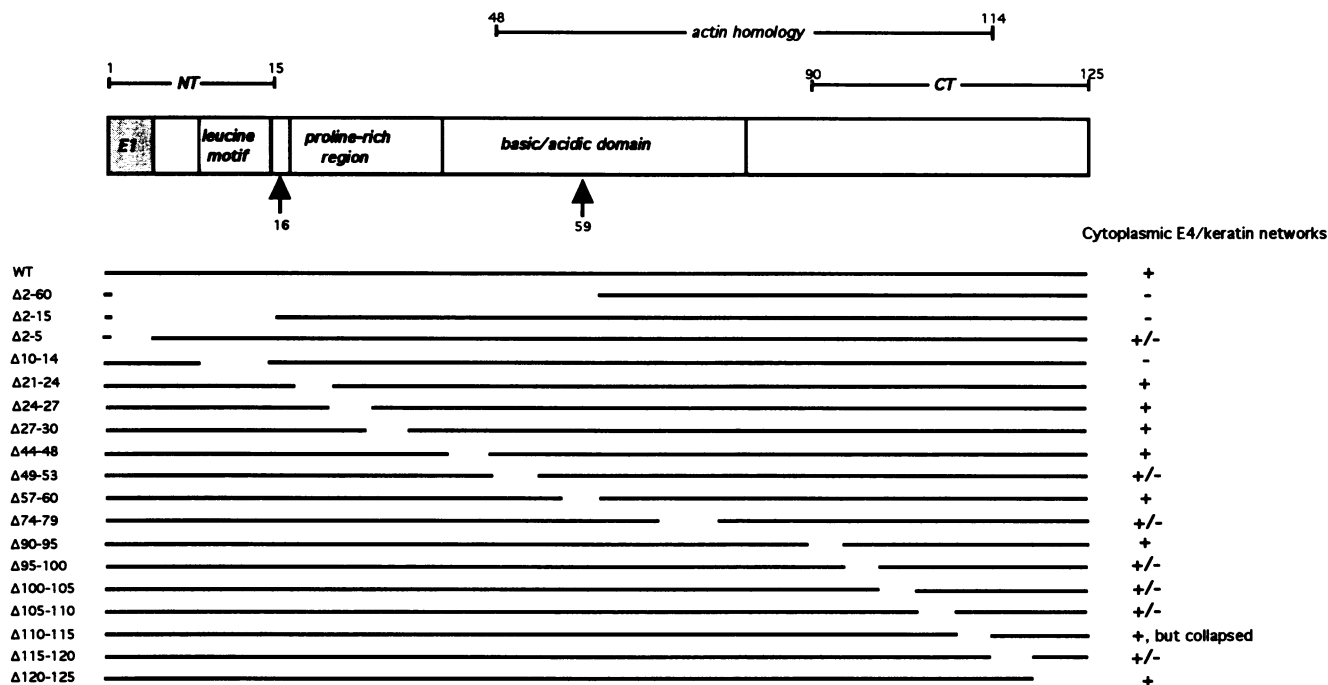 48 114
actin homology
1 15 90 125
NT CT
E1 leucine motif proline-rich region basic/acidic domain
16 59
Cytoplasmic E4/keratin networks
WT +
Δ2-60 -
Δ2-15 -
Δ2-5 +/-
Δ10-14 -
Δ21-24 +
Δ24-27 +
Δ27-30 +
Δ44-48 +
Δ49-53 +/-
Δ57-60 +
Δ74-79 +/-
Δ90-95 +
Δ95-100 +/-
Δ100-105 +/-
Δ105-110 +/-
Δ110-115 +, but collapsed
Δ115-120 +/-
Δ120-125 +